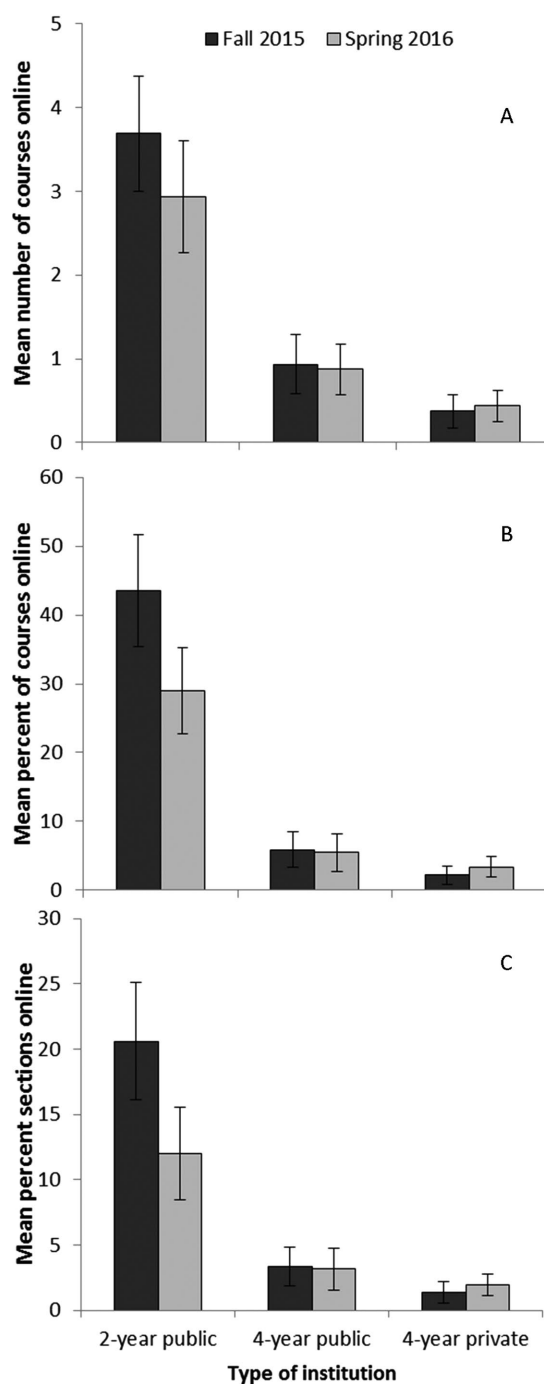 Fall 2015 Spring 2016
A
Mean number of courses online
5
4
3
2
1
0
B
Mean percent of courses online
60
50
40
30
20
10
0
C
Mean percent sections online
30
25
20
15
10
5
0
2-year public 4-year public 4-year private
Type of institution